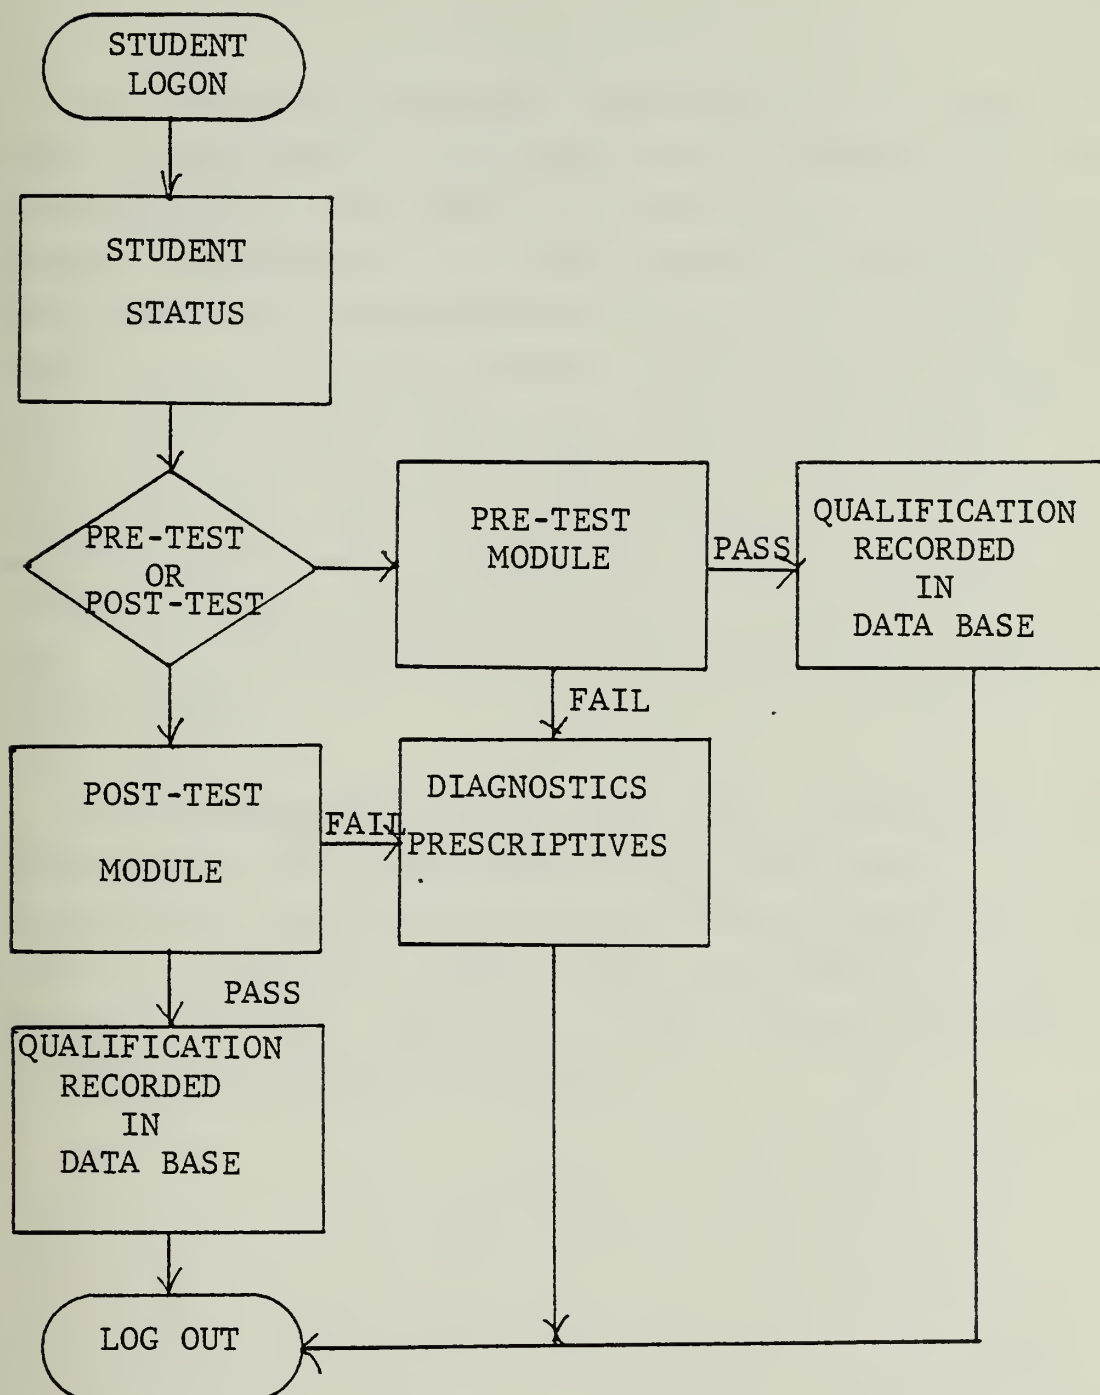 STUDENT
LOGON
STUDENT
STATUS
PRE-TEST
OR
POST-TEST
PRE-TEST
MODULE
PASS
QUALIFICATION
RECORDED
IN
DATA BASE
FAIL
POST-TEST
MODULE
FAIL
DIAGNOSTICS
PRESCRIPTIVES
PASS
QUALIFICATION
RECORDED
IN
DATA BASE
LOG OUT